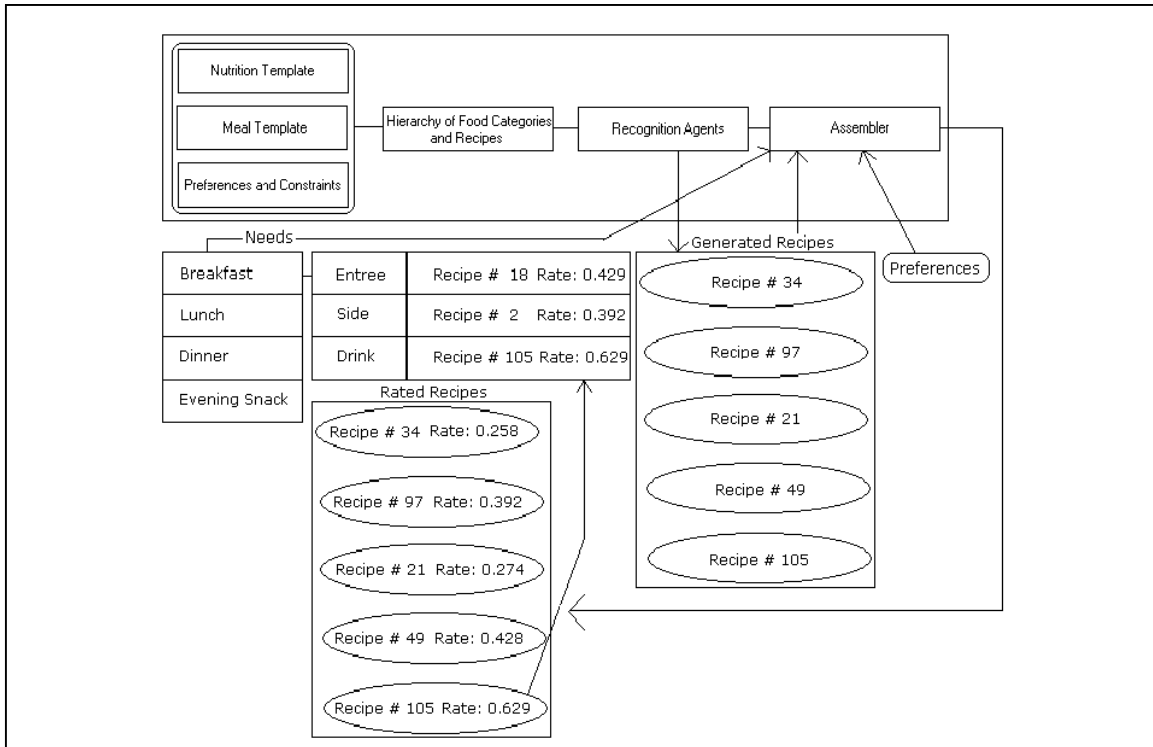 Nutrition Template
Meal Template
Preferences and Constraints
Hierarchy of Food Categories
and Recipes
Recognition Agents
Assembler
Needs
Breakfast
Lunch
Dinner
Evening Snack
Entree Recipe # 18 Rate: 0.429
Side Recipe # 2 Rate: 0.392
Drink Recipe # 105 Rate: 0.629
Generated Recipes
Recipe # 34
Recipe # 97
Recipe # 21
Recipe # 49
Recipe # 105
Preferences
Rated Recipes
Recipe # 34 Rate: 0.258
Recipe # 97 Rate: 0.392
Recipe # 21 Rate: 0.274
Recipe # 49 Rate: 0.428
Recipe # 105 Rate: 0.629